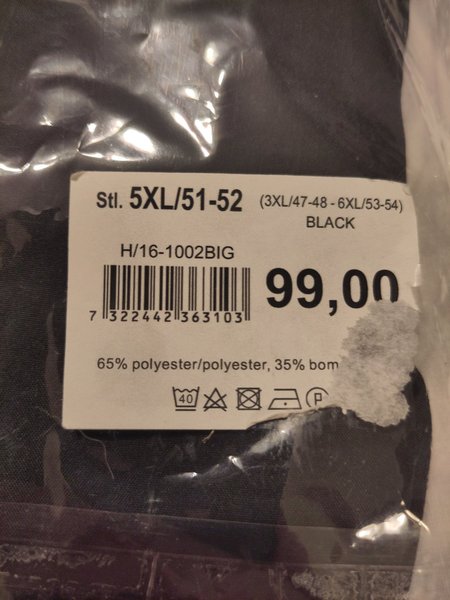 Stl. 5XL/51-52 (3XL/47-48 - 6XL/53-54)
BLACK
H/16-1002BIG
99,00
7 322442 363103
65% polyester/polyester, 35% bom
40 P